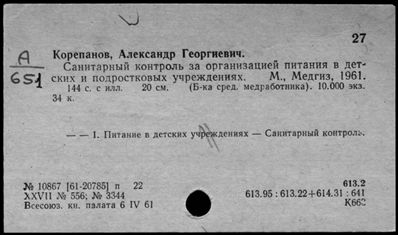 27
А
651
Корепанов, Александр Георгиевич.
Санитарный контроль за организацией питания в дет-
ских и подростковых учреждениях. М., Медгиз, 1961.
144 с. с илл. 20 см. (Б-ка сред. медработника). 10.000 экз.
34 к.
— — 1. Питание в детских учреждениях — Санитарный контроль.
№ 10867 [61-20785] п 22
XXVII № 556; № 3344
Всесоюз. кн. палата 6 IV 61
613.2
613.95 : 613.22+614.31 : 641
К662